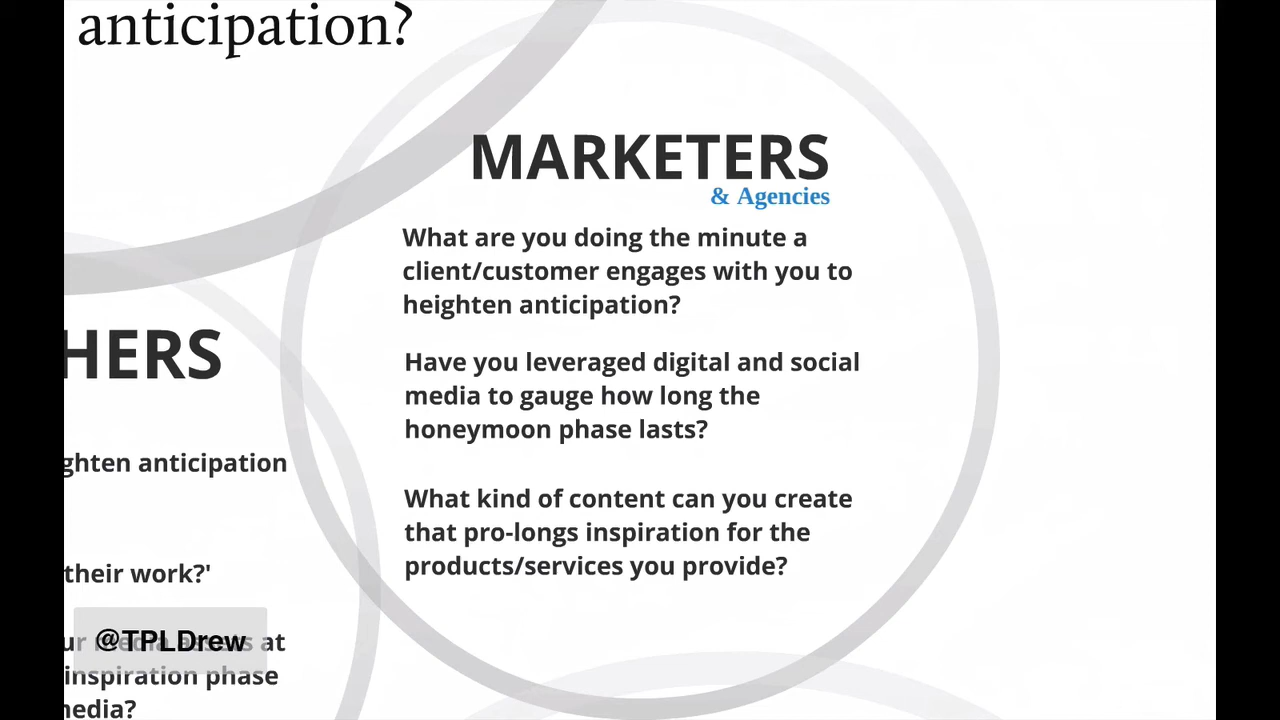 anticipation?
MARKETERS
& Agencies
What are you doing the minute a
client/customer engages with you to
heighten anticipation?
Have you leveraged digital and social
media to gauge how long the
honeymoon phase lasts?
What kind of content can you create
that pro-longs inspiration for the
products/services you provide?
HERS
ghten anticipation
their work?'
@TPLDrew
at
inspiration phase
nedia?